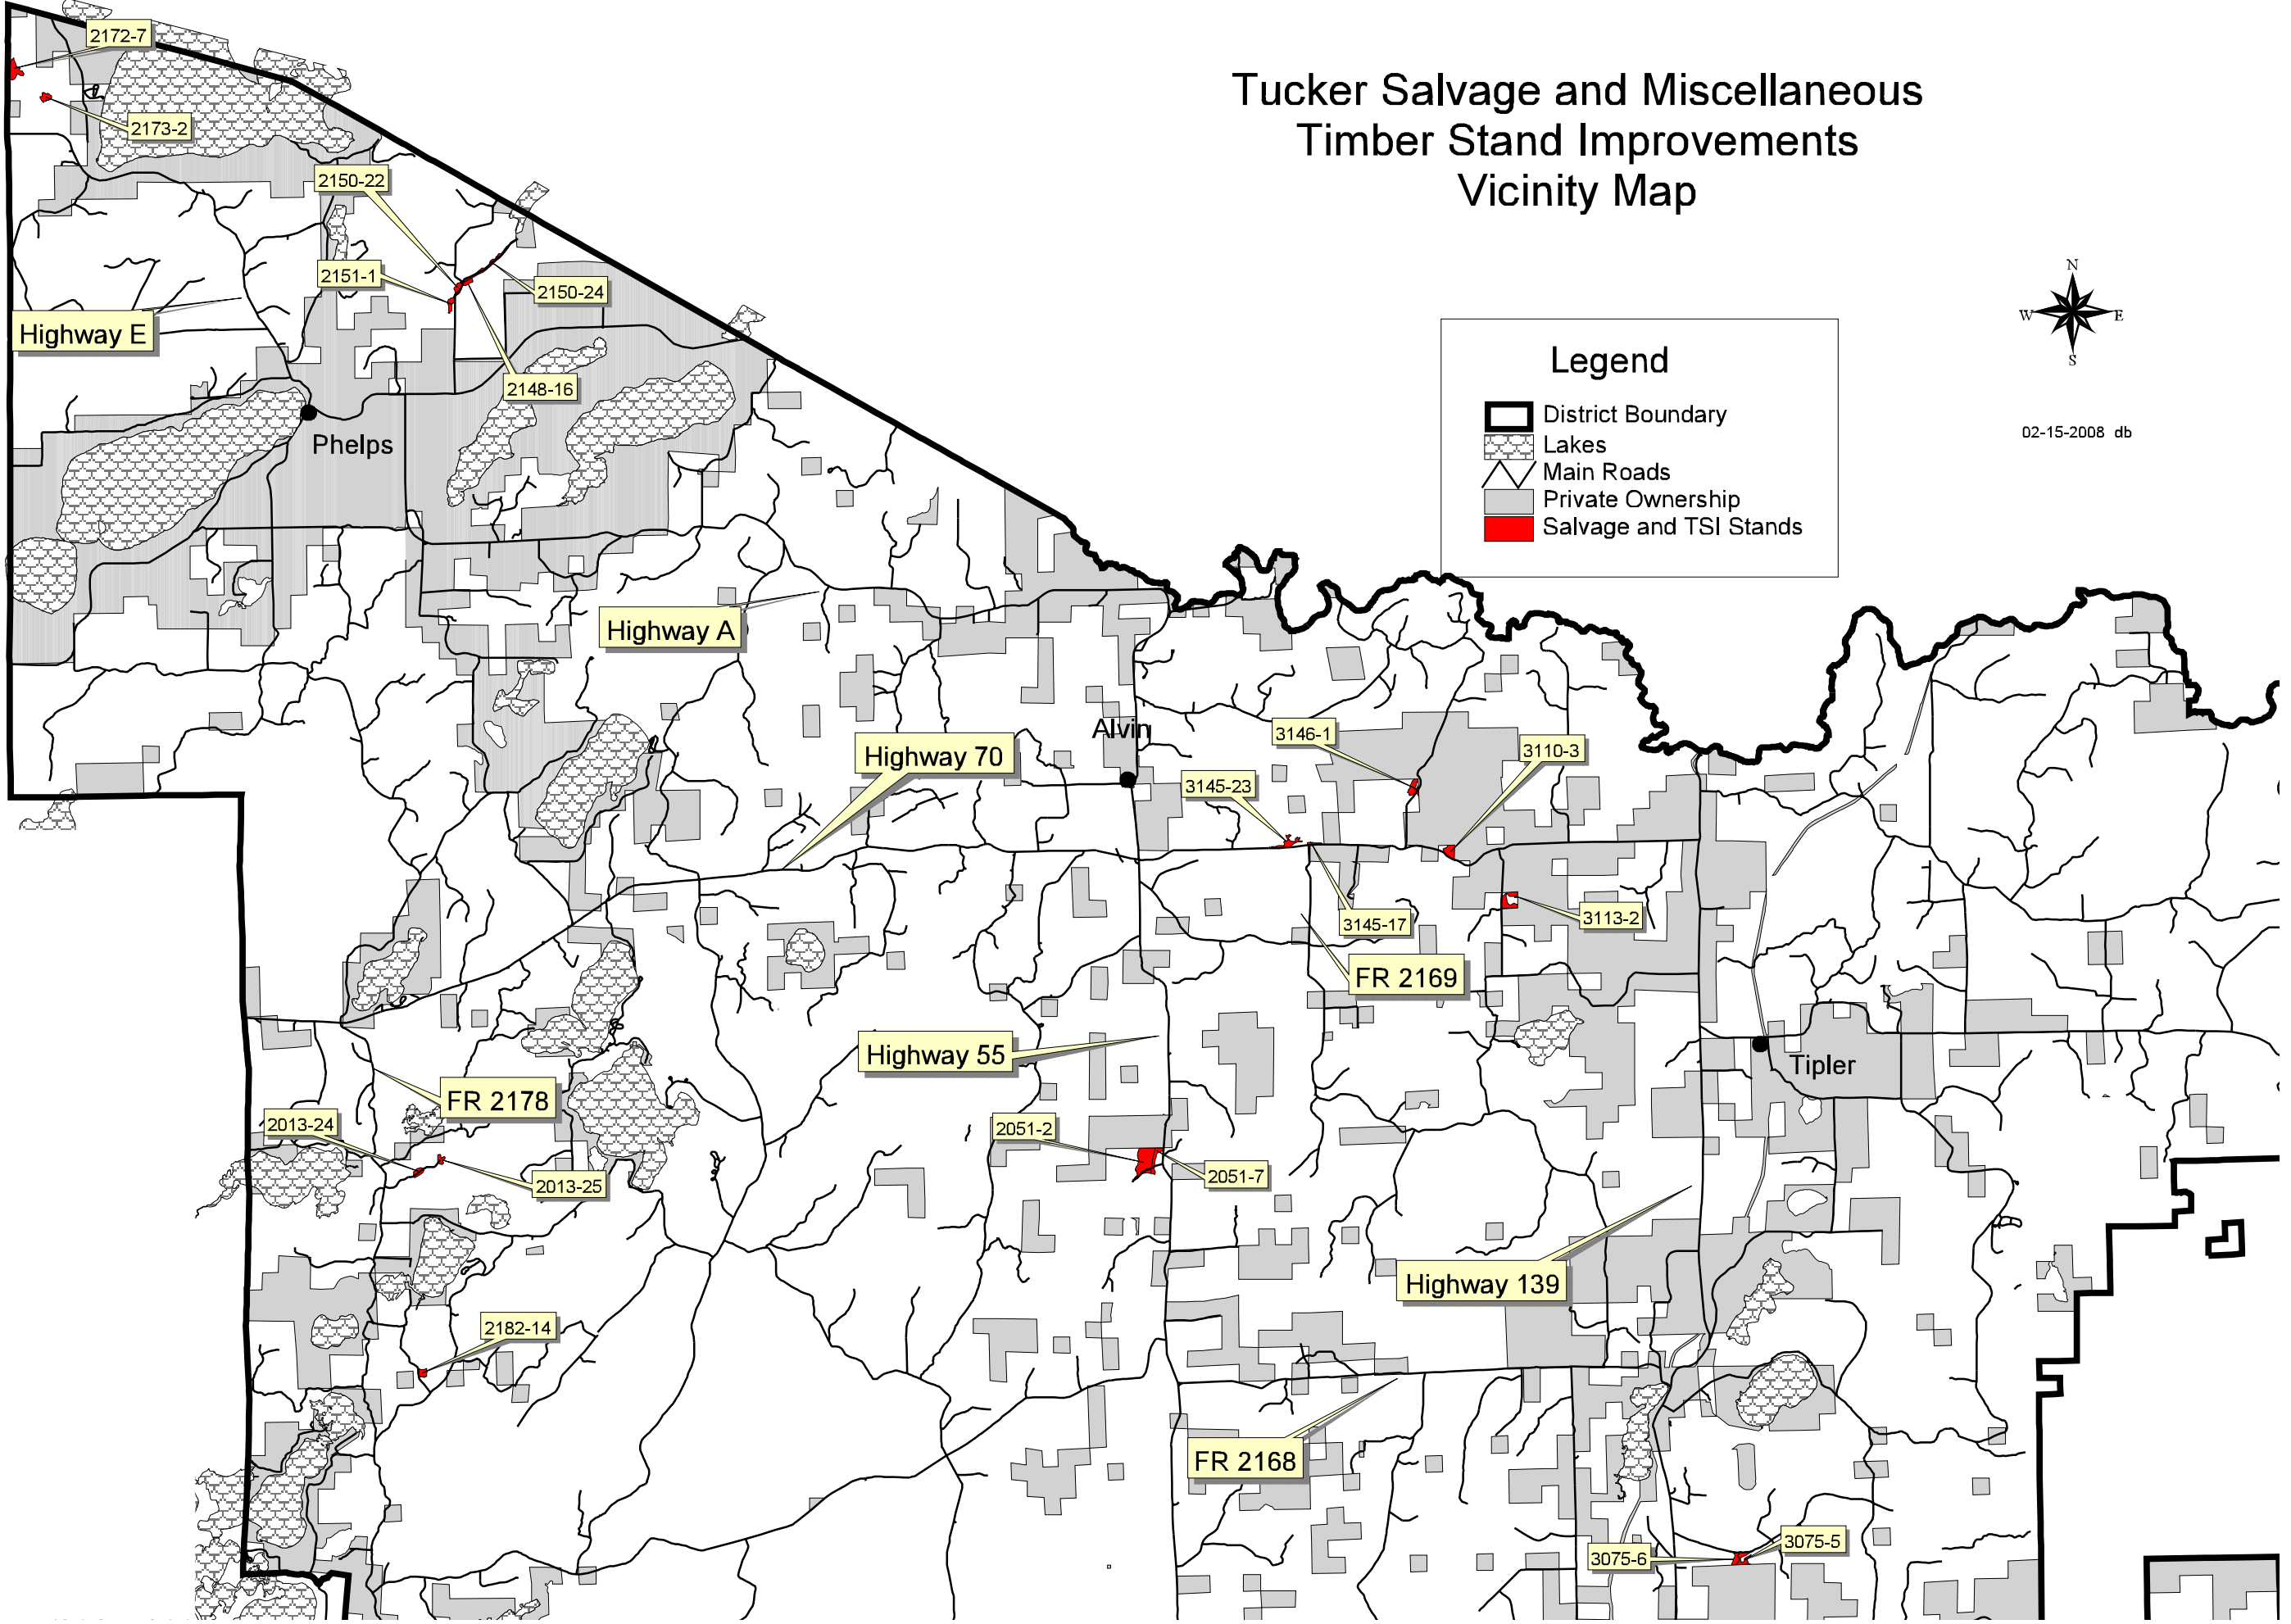 Tucker Salvage and Miscellaneous
Timber Stand Improvements
Vicinity Map
N
W
E
S
02-15-2008 db
Legend
District Boundary
Lakes
Main Roads
Private Ownership
Salvage and TSI Stands
2172-7
2173-2
2150-22
2151-1
2150-24
Highway E
2148-16
Phelps
Highway A
Alvin
Highway 70
3146-1
3110-3
3145-23
3145-17
3113-2
FR 2169
Highway 55
Tipler
FR 2178
2013-24
2013-25
2051-2
2051-7
Highway 139
2182-14
FR 2168
3075-6
3075-5